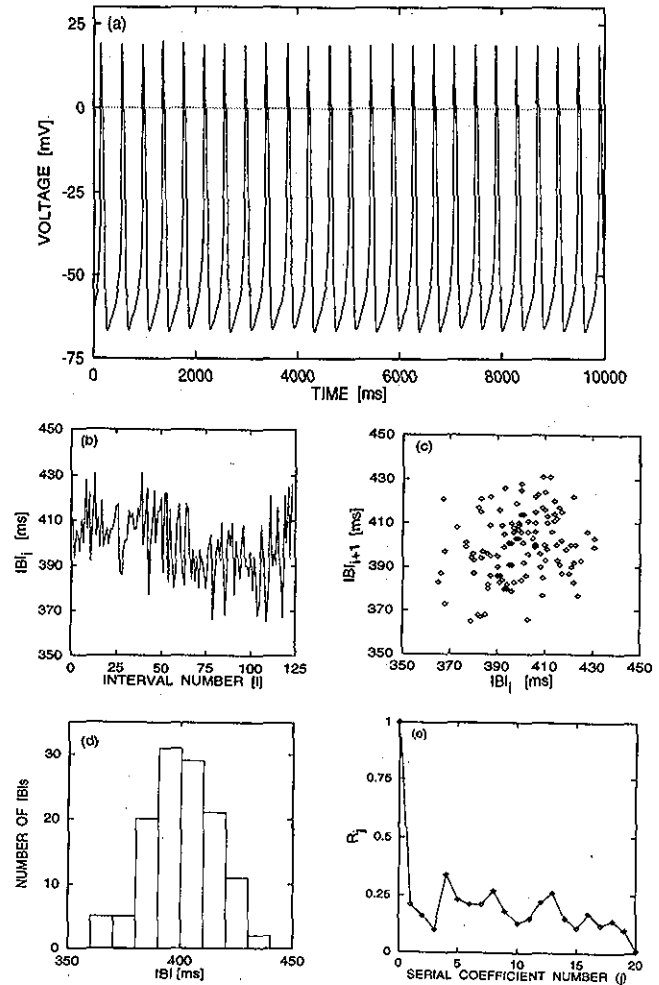 (a)
25
0
-25
-50
-75
VOLTAGE [mV]
0 2000 4000 6000 8000 10000
TIME [ms]
(b)
450
430
410
390
370
350
IBI_i [ms]
0 25 50 75 100 125
INTERVAL NUMBER [i]
(c)
450
430
410
390
370
350
IBI_i+1 [ms]
350 370 390 410 430 450
IBI_i [ms]
(d)
30
20
10
0
NUMBER OF IBIs
350 400 450
IBI [ms]
(e)
1
0.75
0.5
0.25
0
R_j
0 5 10 15 20
SERIAL COEFFICIENT NUMBER (j)